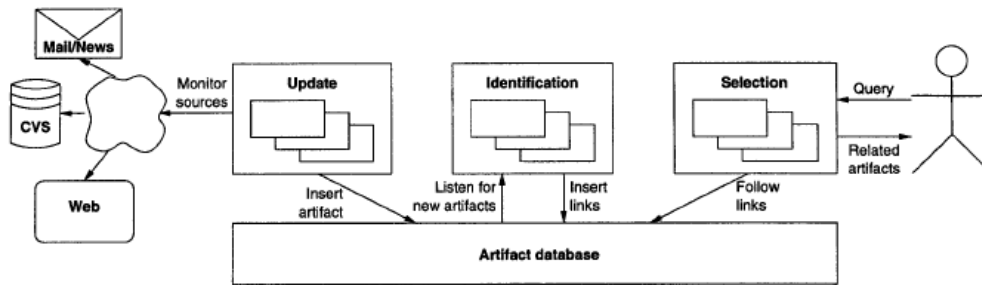 Mail/News
CVS
Web
Monitor
sources
Update
Identification
Selection
Query
Related
artifacts
Insert
artifact
Listen for
new artifacts
Insert
links
Follow
links
Artifact database